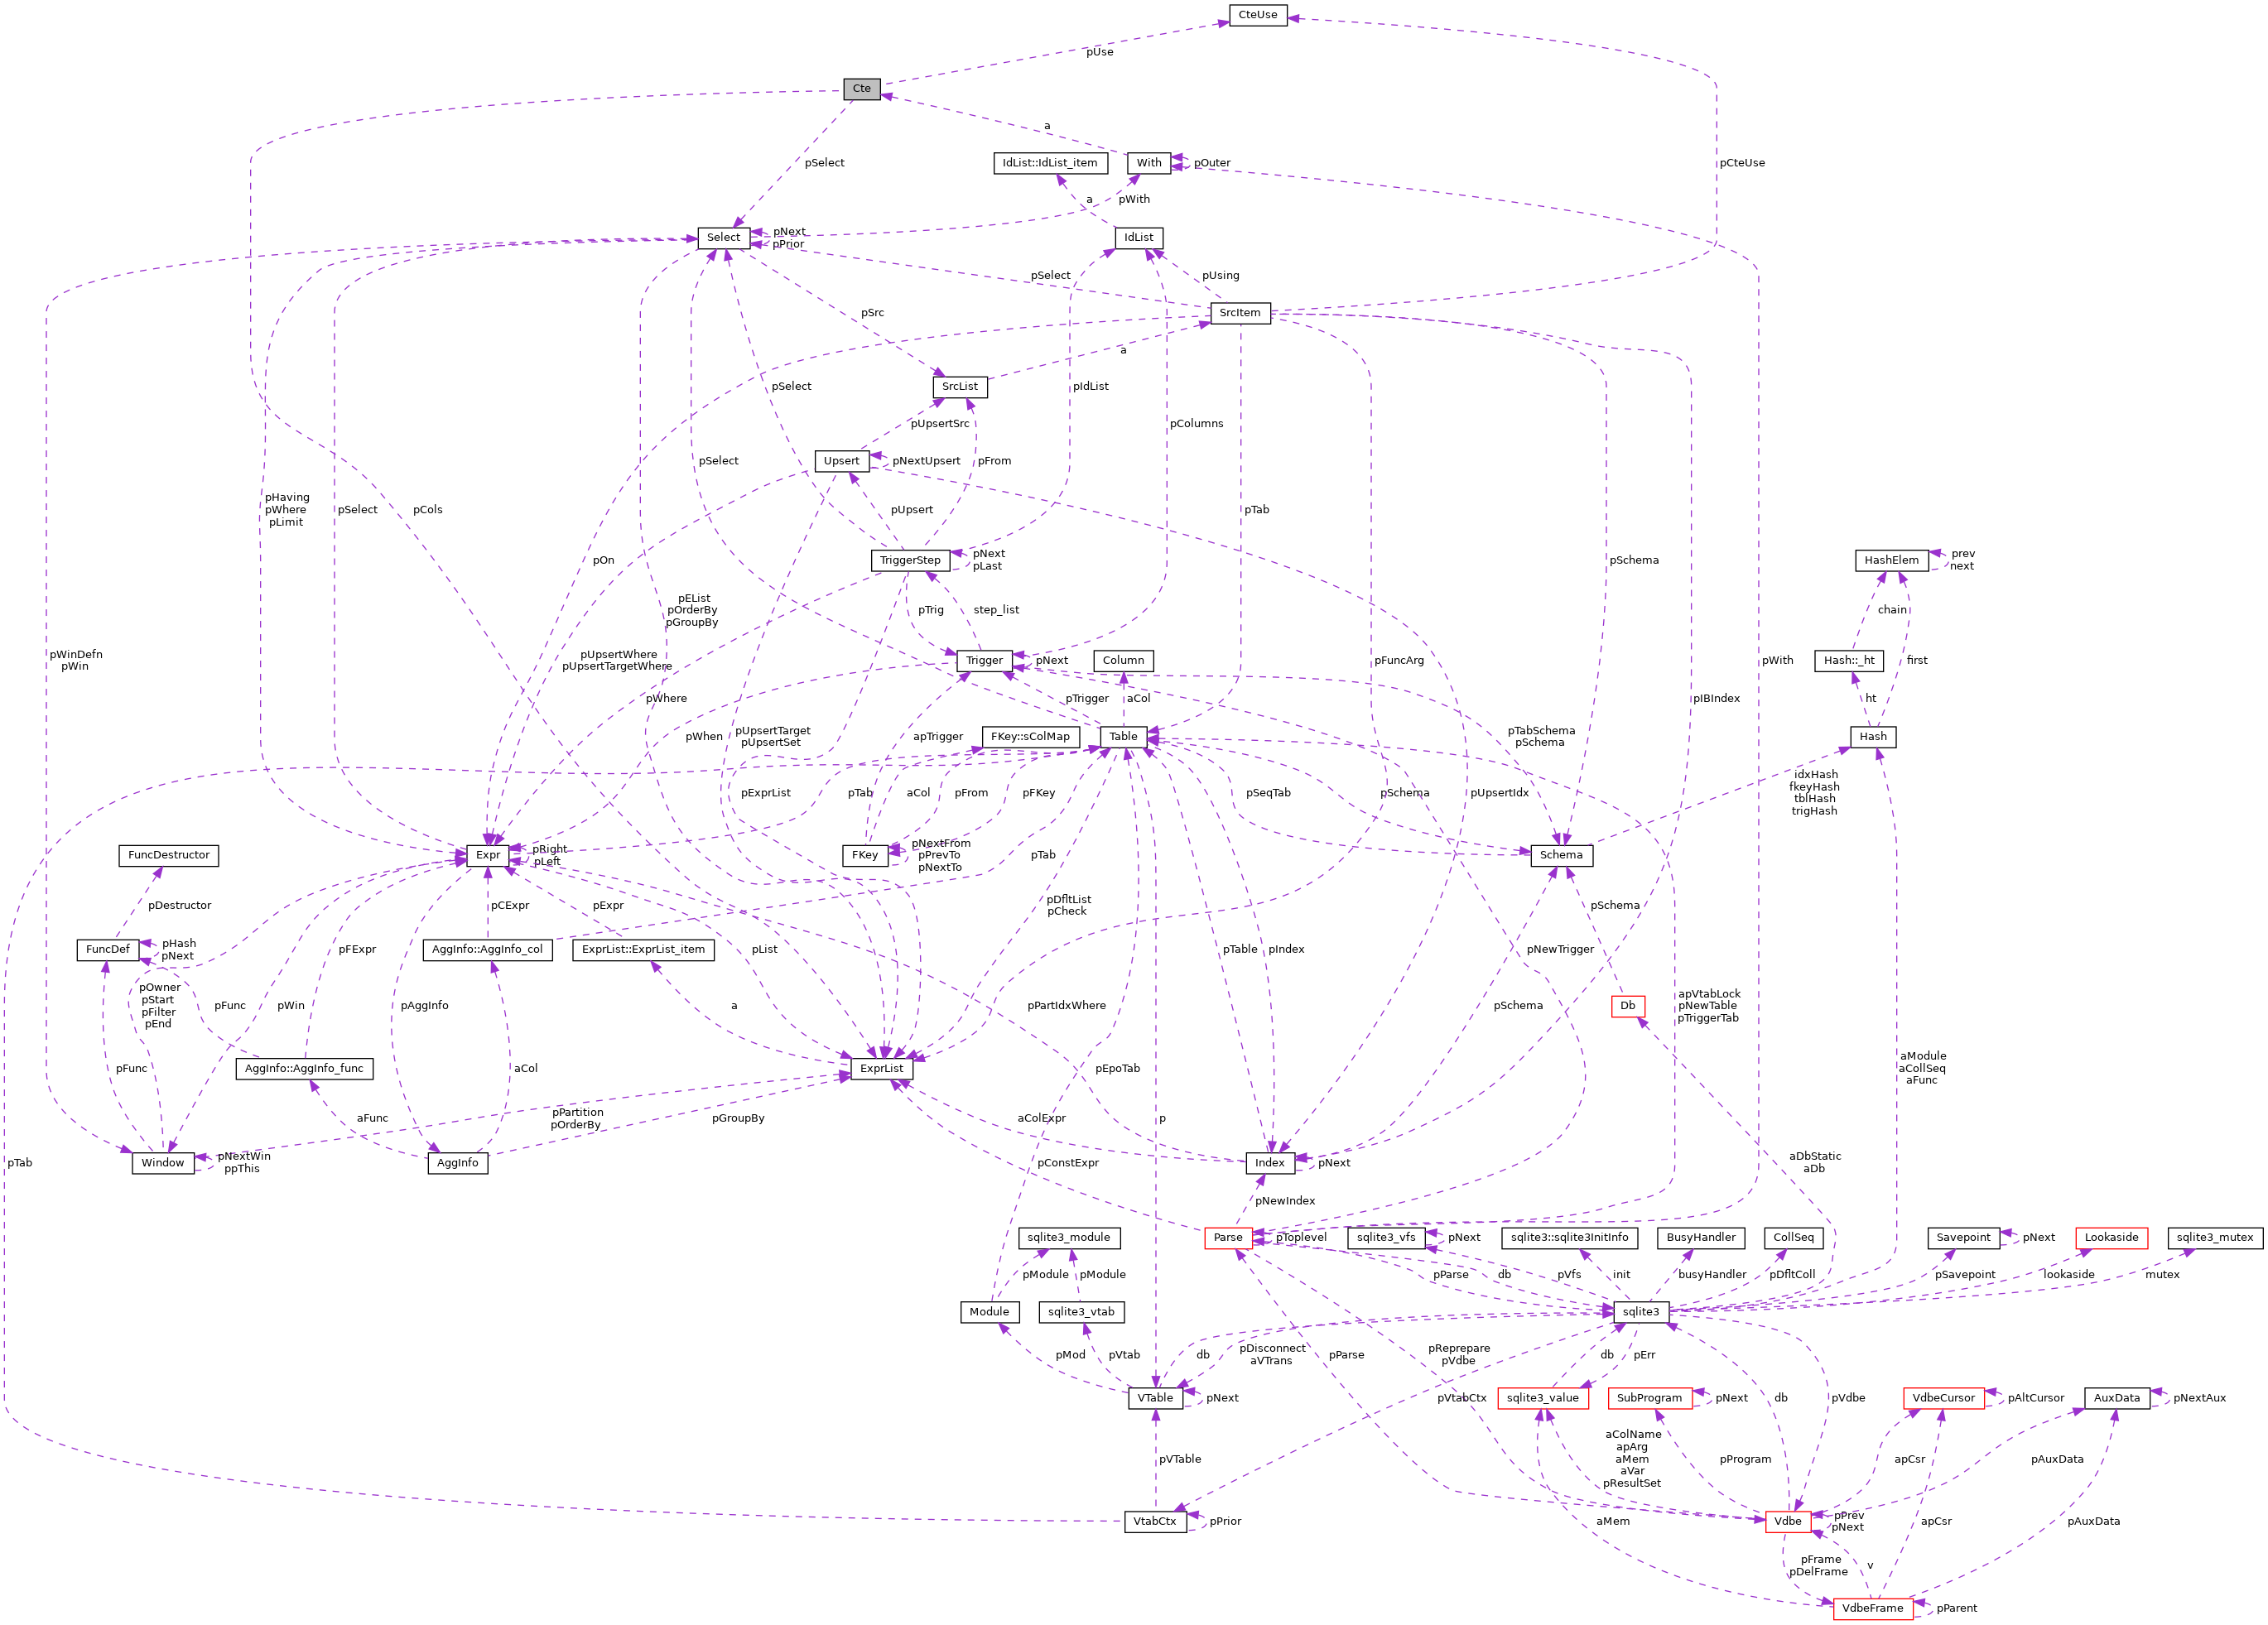 CteUse
pUse
Cte
a
IdList::IdList_item
With
pOuter
pSelect
pCteUse
a
pWith
Select
pNext
pPrior
IdList
pSelect
pUsing
SrcItem
pSrc
a
SrcList
pSelect
pIdList
pUpsertSrc
pColumns
Upsert
pNextUpsert
pFrom
pSelect
pHaving
pWhere
pLimit
pSelect
pCols
pUpsert
pTab
pOn
TriggerStep
pNext
pLast
pSchema
HashElem
prev
next
pEList
pOrderBy
pGroupBy
pTrig
step_list
chain
pWinDefn
pWin
pUpsertWhere
pUpsertTargetWhere
Trigger
pNext
Column
pFuncArg
pWith
Hash::_ht
first
pWhere
pTrigger
aCol
pIBIndex
ht
pWhen
pUpsertTarget
pUpsertSet
apTrigger
FKey::sColMap
Table
pTabSchema
pSchema
Hash
pExprList
pTab
aCol
pFrom
pFKey
pSeqTab
pSchema
pUpsertIdx
idxHash
fkeyHash
tblHash
trigHash
FuncDestructor
Expr
pRight
pLeft
FKey
pNextFrom
pPrevTo
pNextTo
pTab
Schema
pDestructor
pCExpr
pExpr
pDfltList
pCheck
pSchema
FuncDef
pHash
pNext
pFExpr
AggInfo::AggInfo_col
ExprList::ExprList_item
pList
pTable
pIndex
pNewTrigger
pOwner
pStart
pFilter
pEnd
pFunc
pWin
pAggInfo
a
pPartIdxWhere
pSchema
Db
apVtabLock
pNewTable
pTriggerTab
pFunc
AggInfo::AggInfo_func
aCol
ExprList
pEpoTab
aModule
aCollSeq
aFunc
aFunc
pPartition
pOrderBy
pGroupBy
aColExpr
p
pTab
Window
pNextWin
ppThis
AggInfo
pConstExpr
Index
pNext
aDbStatic
aDb
pNewIndex
sqlite3_module
Parse
pToplevel
sqlite3_vfs
pNext
sqlite3::sqlite3InitInfo
BusyHandler
CollSeq
Savepoint
pNext
Lookaside
sqlite3_mutex
pModule
pModule
pParse
db
pVfs
init
busyHandler
pDfltColl
pSavepoint
lookaside
mutex
Module
sqlite3_vtab
sqlite3
pMod
pVtab
db
pDisconnect
aVTrans
pParse
pReprepare
pVdbe
db
pErr
VTable
pNext
pVtabCtx
sqlite3_value
SubProgram
pNext
db
pVdbe
VdbeCursor
pAltCursor
AuxData
pNextAux
pVTable
aColName
apArg
aMem
aVar
pResultSet
pProgram
apCsr
pAuxData
VtabCtx
pPrior
aMem
Vdbe
pPrev
pNext
apCsr
pAuxData
pFrame
pDelFrame
v
VdbeFrame
pParent